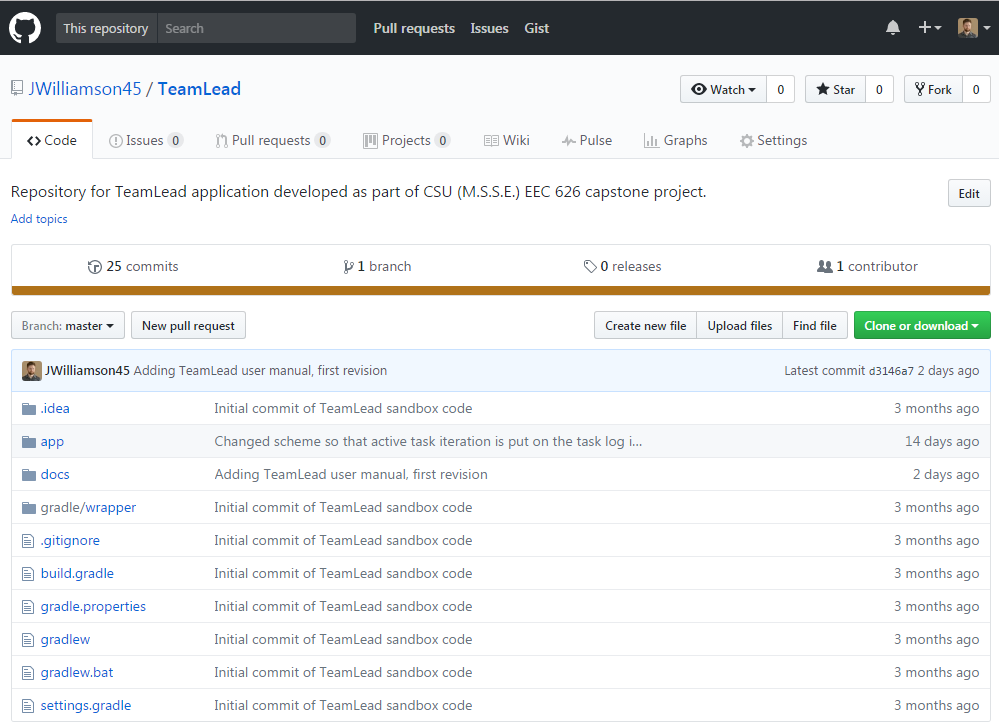 This repository Search Pull requests Issues Gist
JWilliamson45 / TeamLead Watch 0 Star 0 Fork 0
Code Issues 0 Pull requests 0 Projects 0 Wiki Pulse Graphs Settings
Repository for TeamLead application developed as part of CSU (M.S.S.E.) EEC 626 capstone project. Edit
Add topics
25 commits 1 branch 0 releases 1 contributor
Branch: master New pull request Create new file Upload files Find file Clone or download
JWilliamson45 Adding TeamLead user manual, first revision Latest commit d3146a7 2 days ago
.idea Initial commit of TeamLead sandbox code 3 months ago
app Changed scheme so that active task iteration is put on the task log i... 14 days ago
docs Adding TeamLead user manual, first revision 2 days ago
gradle/wrapper Initial commit of TeamLead sandbox code 3 months ago
.gitignore Initial commit of TeamLead sandbox code 3 months ago
build.gradle Initial commit of TeamLead sandbox code 3 months ago
gradle.properties Initial commit of TeamLead sandbox code 3 months ago
gradlew Initial commit of TeamLead sandbox code 3 months ago
gradlew.bat Initial commit of TeamLead sandbox code 3 months ago
settings.gradle Initial commit of TeamLead sandbox code 3 months ago